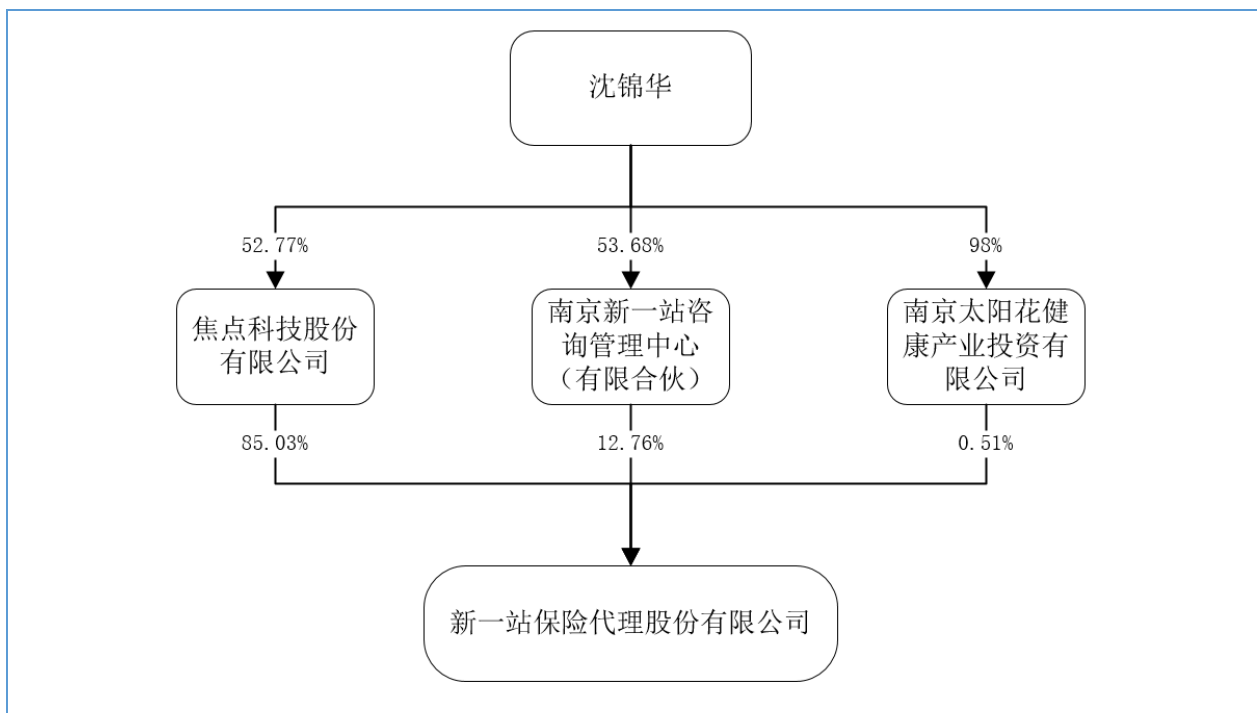 沈锦华
52.77%
53.68%
98%
焦点科技股份
有限公司
南京新一站咨
询管理中心
（有限合伙）
南京太阳花健
康产业投资有
限公司
85.03%
12.76%
0.51%
新一站保险代理股份有限公司